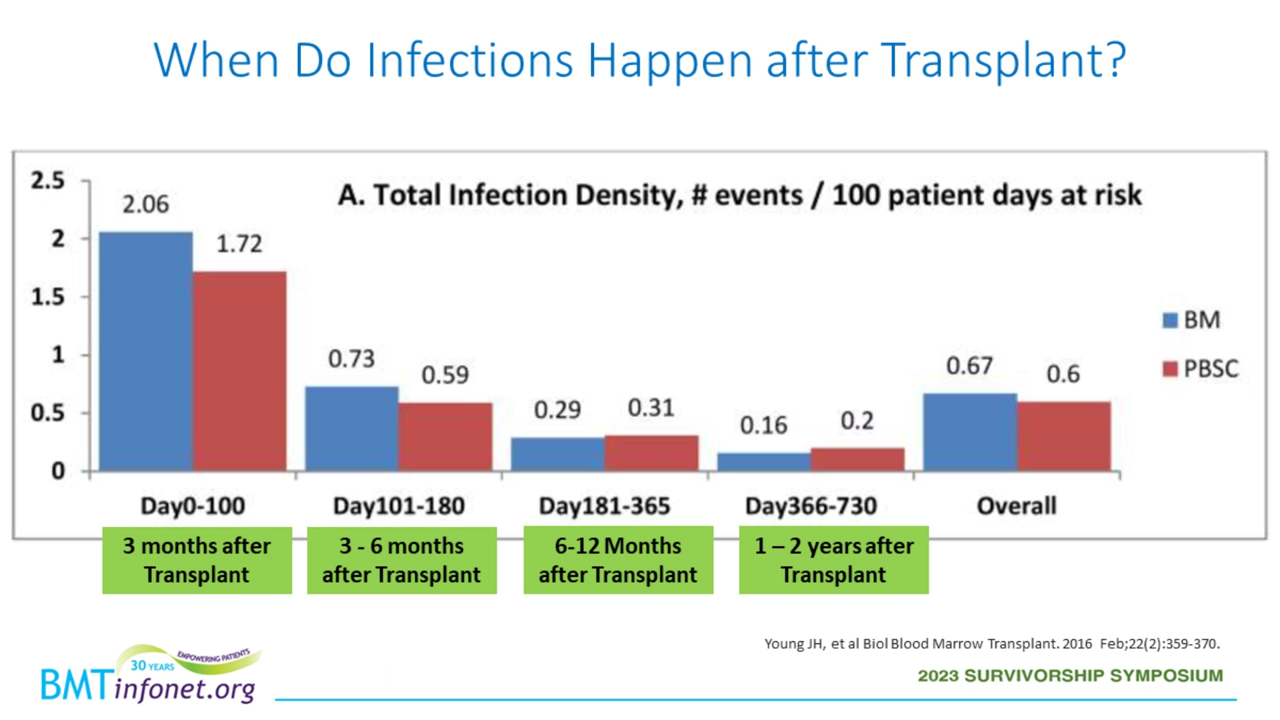 When Do Infections Happen after Transplant?
A. Total Infection Density, # events / 100 patient days at risk
2.5
2
1.5
1
0.5
0
2.06
1.72
0.73
0.59
0.29
0.31
0.16
0.2
0.67
0.6
BM
PBSC
Day0-100
Day101-180
Day181-365
Day366-730
Overall
3 months after
Transplant
3 - 6 months
after Transplant
6-12 Months
after Transplant
1 – 2 years after
Transplant
Young JH, et al Biol Blood Marrow Transplant. 2016 Feb;22(2):359-370.
2023 SURVIVORSHIP SYMPOSIUM
30 YEARS
EMPOWERING PATIENTS
BMTinfonet.org